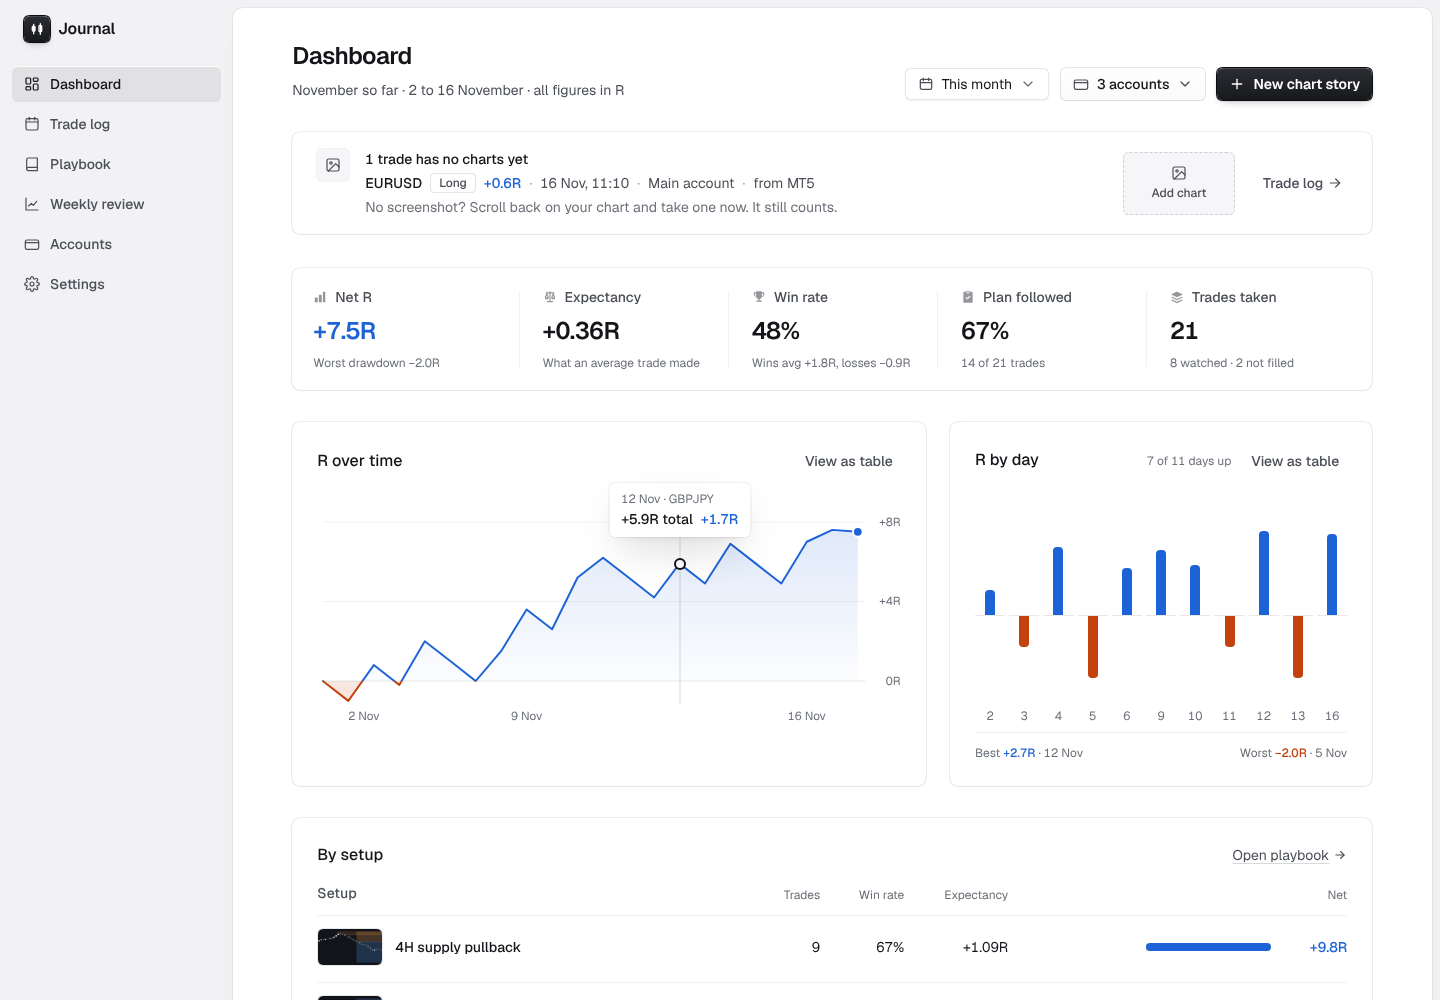 Journal
Dashboard
Trade log
Playbook
Weekly review
Accounts
Settings
Dashboard
November so far · 2 to 16 November · all figures in R
This month
3 accounts
New chart story
1 trade has no charts yet
EURUSD Long +0.6R · 16 Nov, 11:10 · Main account · from MT5
No screenshot? Scroll back on your chart and take one now. It still counts.
Add chart
Trade log →
Net R
+7.5R
Worst drawdown −2.0R
Expectancy
+0.36R
What an average trade made
Win rate
48%
Wins avg +1.8R, losses −0.9R
Plan followed
67%
14 of 21 trades
Trades taken
21
8 watched · 2 not filled
R over time
View as table
12 Nov · GBPJPY
+5.9R total +1.7R
+8R
+4R
0R
2 Nov 9 Nov 16 Nov
R by day
7 of 11 days up
View as table
2 3 4 5 6 9 10 11 12 13 16
Best +2.7R · 12 Nov
Worst −2.0R · 5 Nov
By setup
Open playbook →
Setup Trades Win rate Expectancy Net
4H supply pullback 9 67% +1.09R +9.8R